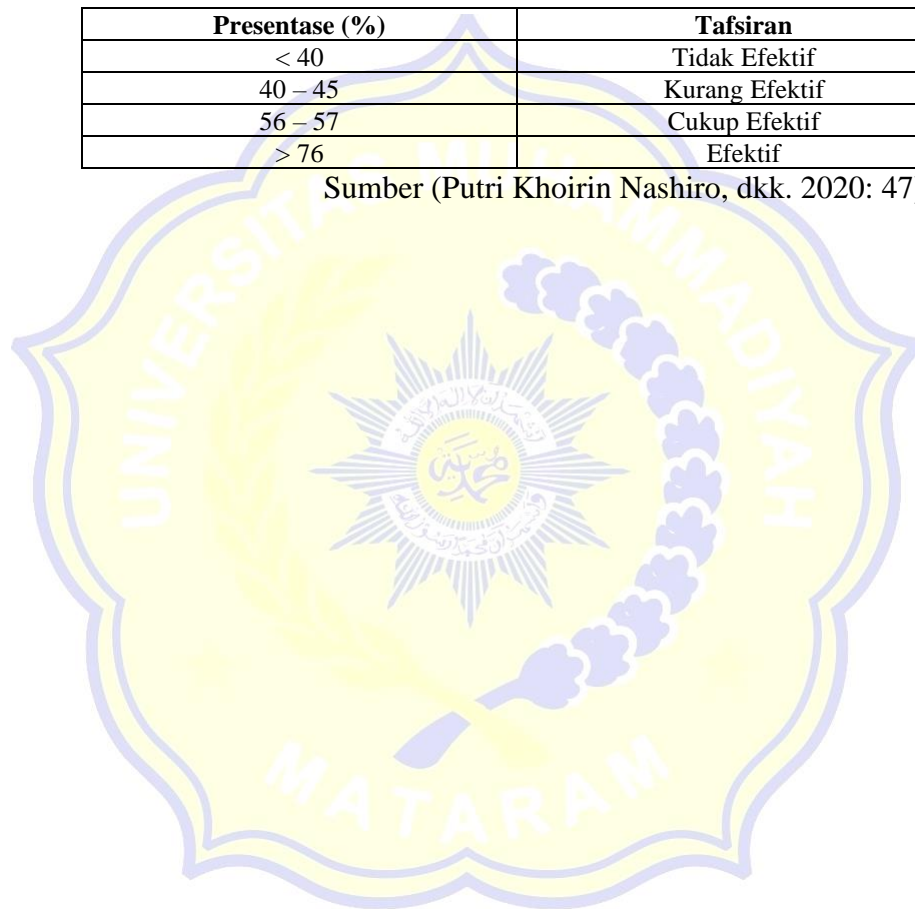 Presentase (%) Tafsiran
< 40 Tidak Efektif
40 – 45 Kurang Efektif
56 – 57 Cukup Efektif
> 76 Efektif
Sumber (Putri Khoirin Nashiro, dkk. 2020: 47
UNIVERSITAS MUHAMMADIYAH
MATARAM